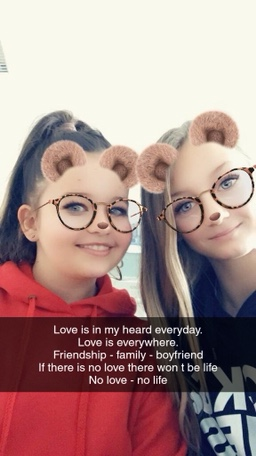 Love is in my heard everyday.
Love is everywhere.
Friendship - family - boyfriend
If there is no love there won t be life
No love - no life